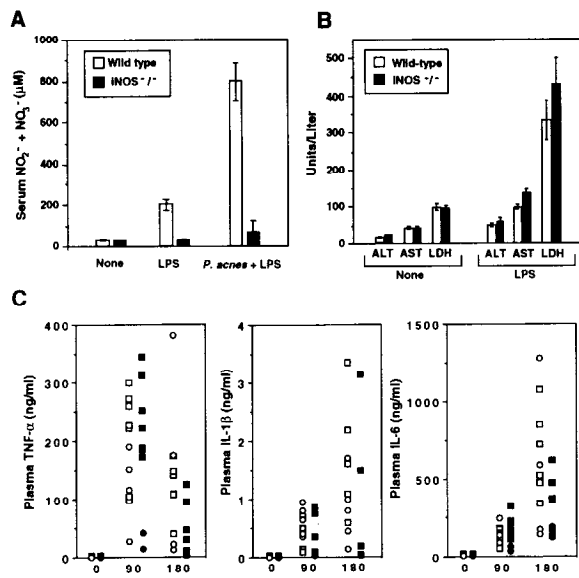 A
Serum NO2- + NO3- (µM)
1000
800
600
400
200
0
Wild type
iNOS -/-
None
LPS
P. acnes + LPS
B
Units/Liter
500
400
300
200
100
0
Wild-type
iNOS -/-
ALT AST LDH
None
ALT AST LDH
LPS
C
Plasma TNF-α (ng/ml)
400
300
200
100
0
0 90 180
Plasma IL-1β (ng/ml)
4
3
2
1
0
0 90 180
Plasma IL-6 (ng/ml)
1500
1000
500
0
0 90 180